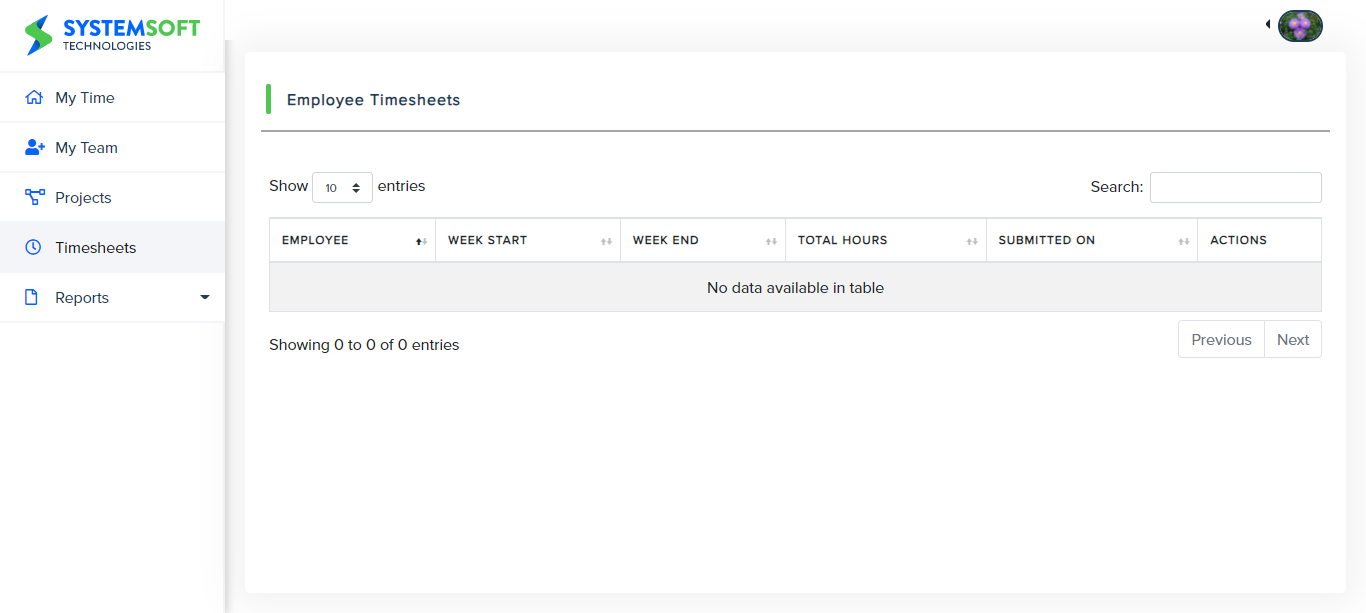 SYSTEMSOFT
TECHNOLOGIES
My Time
My Team
Projects
Timesheets
Reports
Employee Timesheets
Show 10 entries
Search:
EMPLOYEE WEEK START WEEK END TOTAL HOURS SUBMITTED ON ACTIONS
No data available in table
Showing 0 to 0 of 0 entries
Previous Next